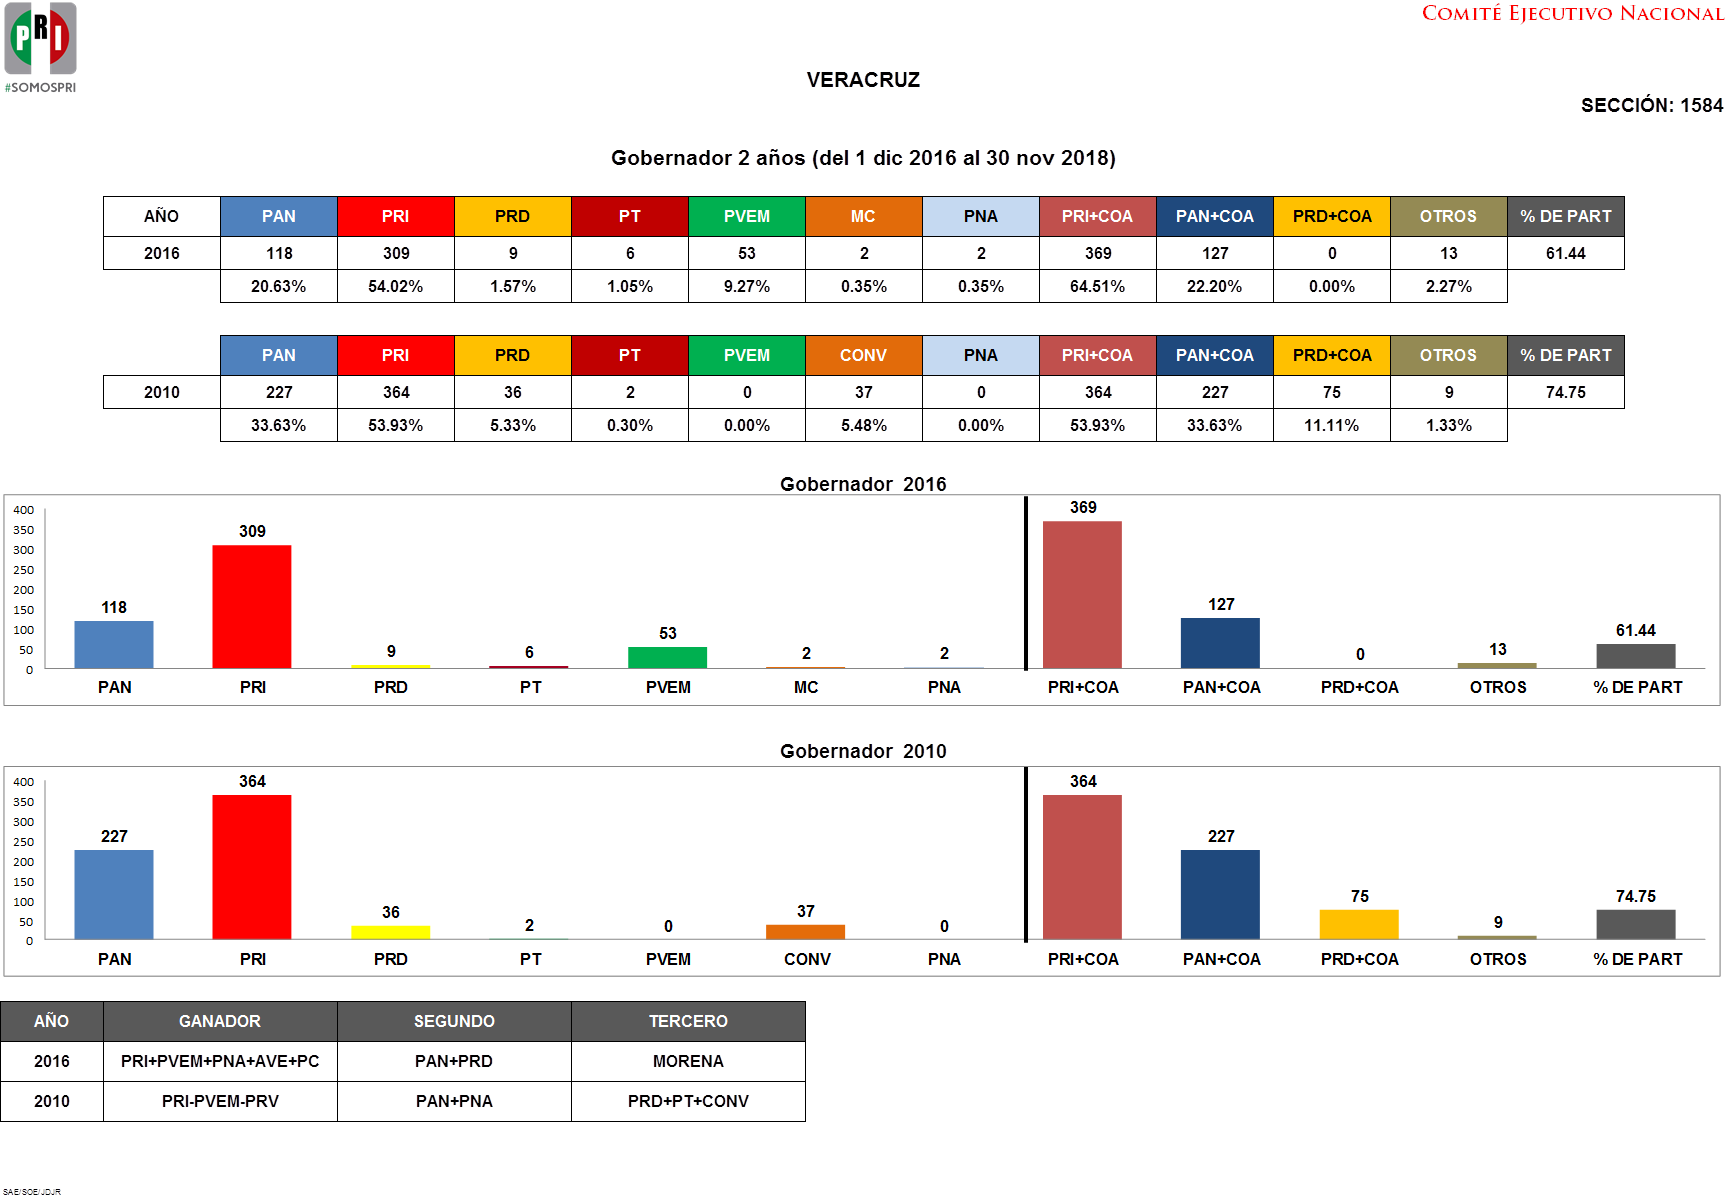 PRI
#SOMOSPRI
COMITÉ EJECUTIVO NACIONAL
VERACRUZ
SECCIÓN: 1584
Gobernador 2 años (del 1 dic 2016 al 30 nov 2018)
AÑO PAN PRI PRD PT PVEM MC PNA PRI+COA PAN+COA PRD+COA OTROS % DE PART
2016 118 309 9 6 53 2 2 369 127 0 13 61.44
20.63% 54.02% 1.57% 1.05% 9.27% 0.35% 0.35% 64.51% 22.20% 0.00% 2.27%
PAN PRI PRD PT PVEM CONV PNA PRI+COA PAN+COA PRD+COA OTROS % DE PART
2010 227 364 36 2 0 37 0 364 227 75 9 74.75
33.63% 53.93% 5.33% 0.30% 0.00% 5.48% 0.00% 53.93% 33.63% 11.11% 1.33%
Gobernador 2016
400
350
300
250
200
150
100
50
0
118 309 9 6 53 2 2 369 127 0 13 61.44
PAN PRI PRD PT PVEM MC PNA PRI+COA PAN+COA PRD+COA OTROS % DE PART
Gobernador 2010
400
350
300
250
200
150
100
50
0
227 364 36 2 0 37 0 364 227 75 9 74.75
PAN PRI PRD PT PVEM CONV PNA PRI+COA PAN+COA PRD+COA OTROS % DE PART
AÑO GANADOR SEGUNDO TERCERO
2016 PRI+PVEM+PNA+AVE+PC PAN+PRD MORENA
2010 PRI-PVEM-PRV PAN+PNA PRD+PT+CONV
SAE/SOE/JDJR